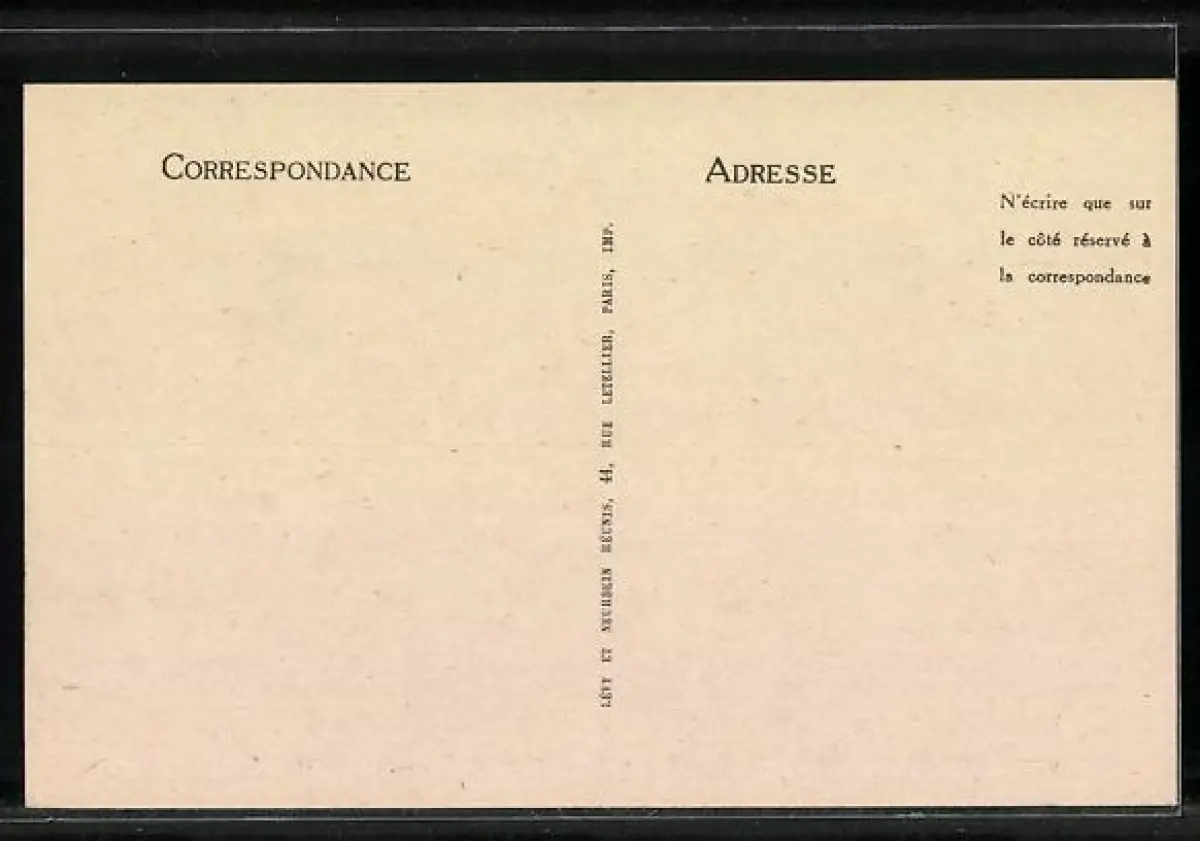 CORRESPONDANCE
ADRESSE
N'écrire que sur
le côté réservé à
la correspondance
LÉVY ET NEURDEIN RÉUNIS, 44, RUE LETELLIER, PARIS, IMP.